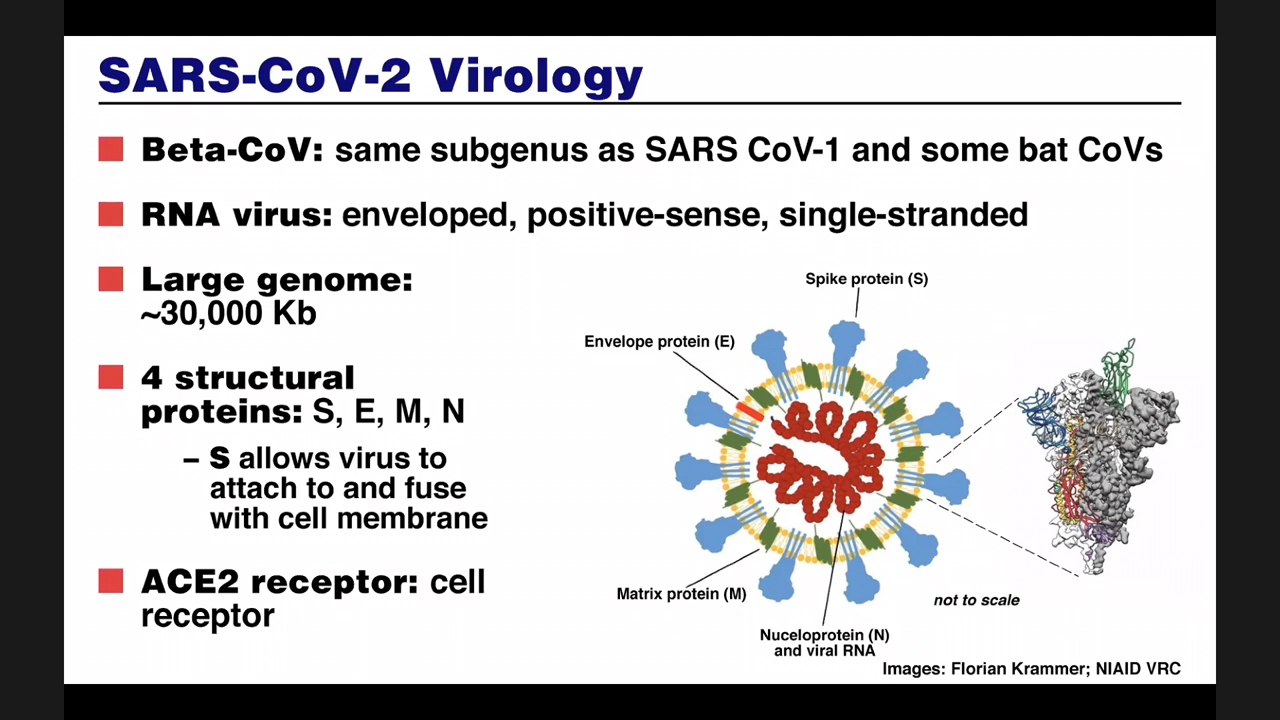 SARS-CoV-2 Virology
Beta-CoV: same subgenus as SARS CoV-1 and some bat CoVs
RNA virus: enveloped, positive-sense, single-stranded
Large genome:
~30,000 Kb
4 structural
proteins: S, E, M, N
– S allows virus to
attach to and fuse
with cell membrane
ACE2 receptor: cell
receptor
Spike protein (S)
Envelope protein (E)
Matrix protein (M)
Nuceloprotein (N)
and viral RNA
not to scale
Images: Florian Krammer; NIAID VRC